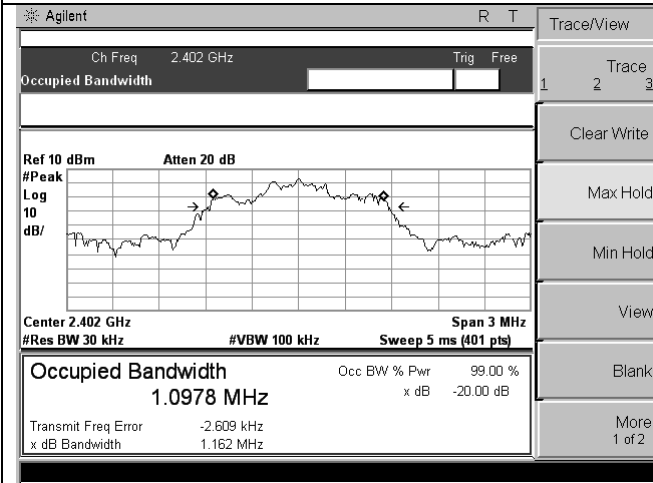 Agilent R T
Ch Freq 2.402 GHz Trig Free
Occupied Bandwidth
Ref 10 dBm Atten 20 dB
#Peak
Log
10
dB/
Center 2.402 GHz Span 3 MHz
#Res BW 30 kHz #VBW 100 kHz Sweep 5 ms (401 pts)
Occupied Bandwidth
1.0978 MHz
Occ BW % Pwr 99.00 %
x dB -20.00 dB
Transmit Freq Error -2.609 kHz
x dB Bandwidth 1.162 MHz
Trace/View
Trace
1 2 3
Clear Write
Max Hold
Min Hold
View
Blank
More
1 of 2